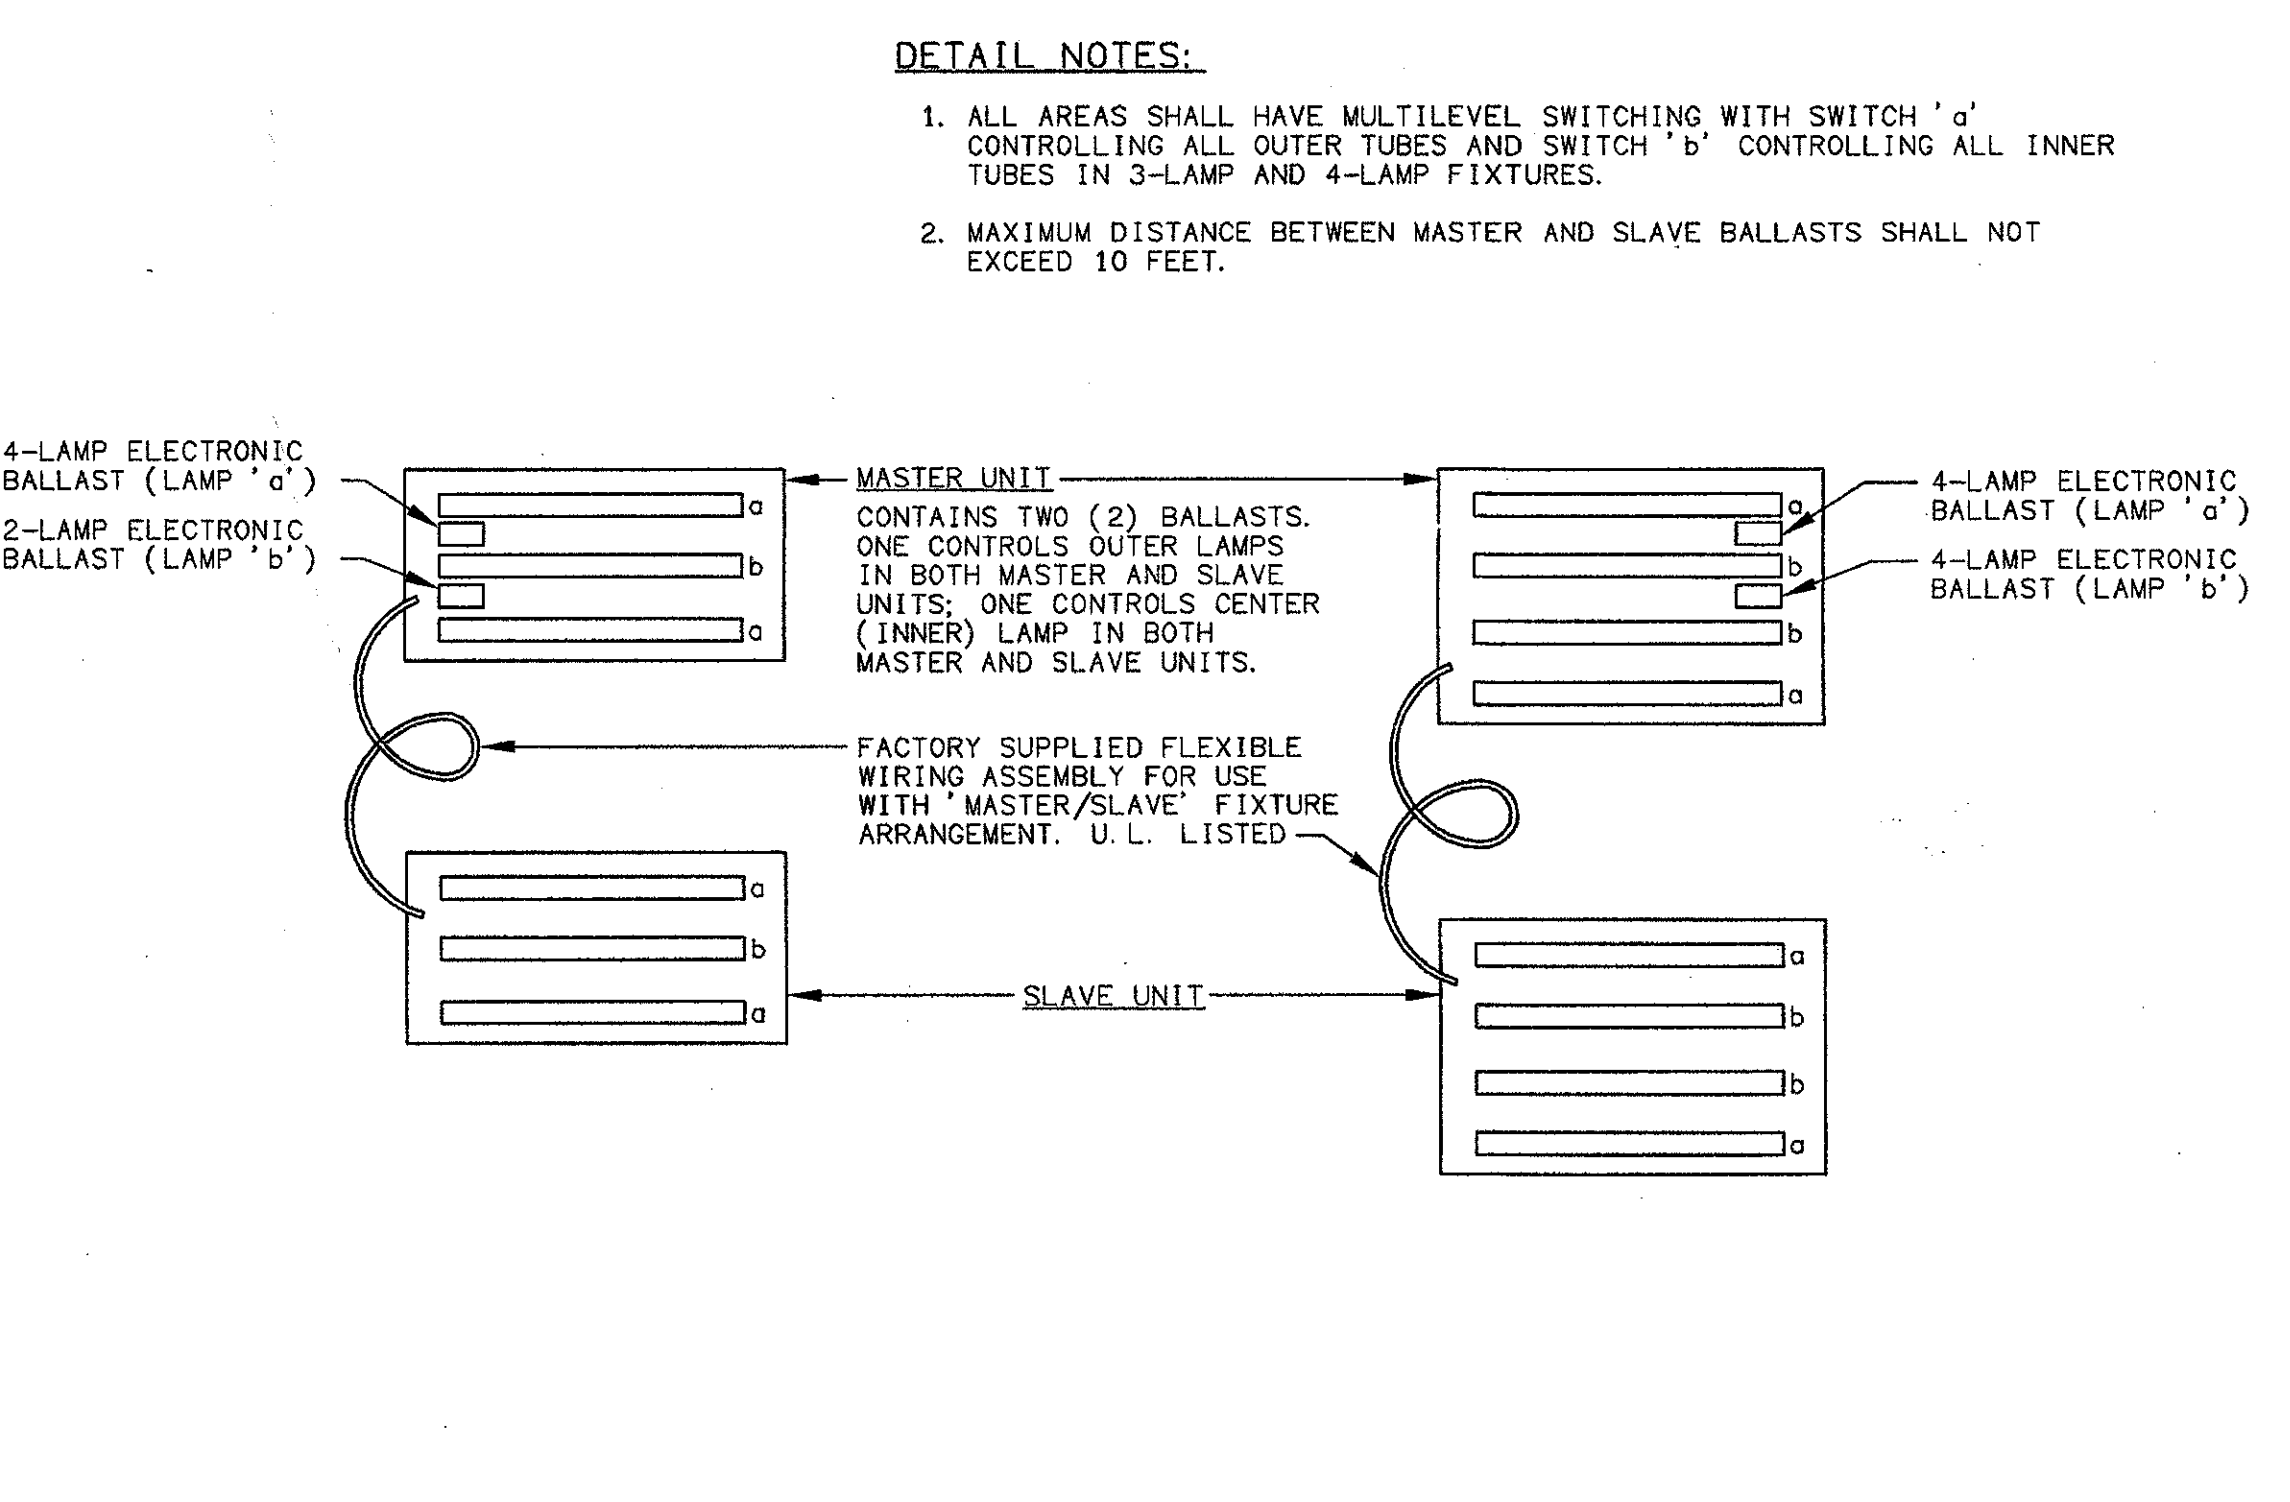 DETAIL NOTES:
1. ALL AREAS SHALL HAVE MULTILEVEL SWITCHING WITH SWITCH 'a'
CONTROLLING ALL OUTER TUBES AND SWITCH 'b' CONTROLLING ALL INNER
TUBES IN 3-LAMP AND 4-LAMP FIXTURES.
2. MAXIMUM DISTANCE BETWEEN MASTER AND SLAVE BALLASTS SHALL NOT
EXCEED 10 FEET.
4-LAMP ELECTRONIC
BALLAST (LAMP 'a')
2-LAMP ELECTRONIC
BALLAST (LAMP 'b')
a
b
a
MASTER UNIT
CONTAINS TWO (2) BALLASTS.
ONE CONTROLS OUTER LAMPS
IN BOTH MASTER AND SLAVE
UNITS; ONE CONTROLS CENTER
(INNER) LAMP IN BOTH
MASTER AND SLAVE UNITS.
a
b
b
a
4-LAMP ELECTRONIC
BALLAST (LAMP 'a')
4-LAMP ELECTRONIC
BALLAST (LAMP 'b')
FACTORY SUPPLIED FLEXIBLE
WIRING ASSEMBLY FOR USE
WITH 'MASTER/SLAVE' FIXTURE
ARRANGEMENT. U.L. LISTED
a
b
a
SLAVE UNIT
a
b
b
a